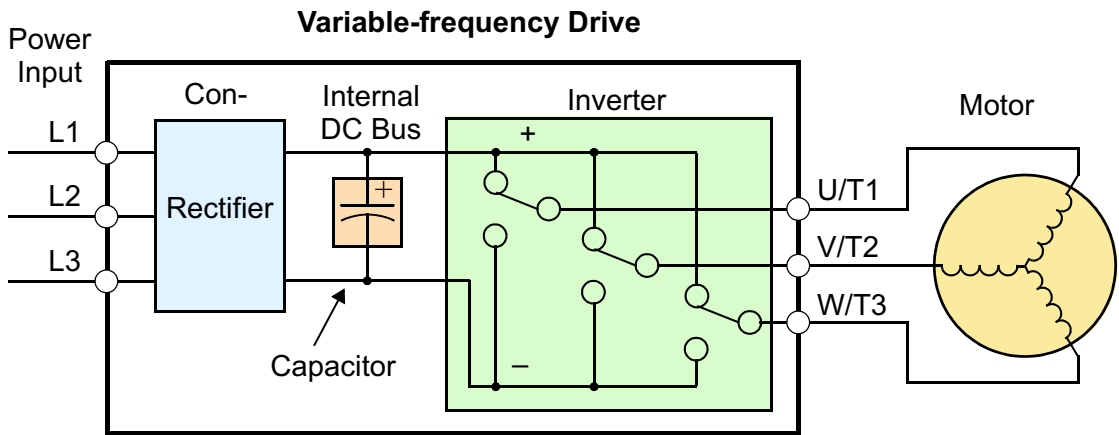 Variable-frequency Drive
Power
Input
Con-
Internal
DC Bus
Inverter
Motor
L1
L2
L3
Rectifier
+
+
U/T1
V/T2
W/T3
Capacitor
–